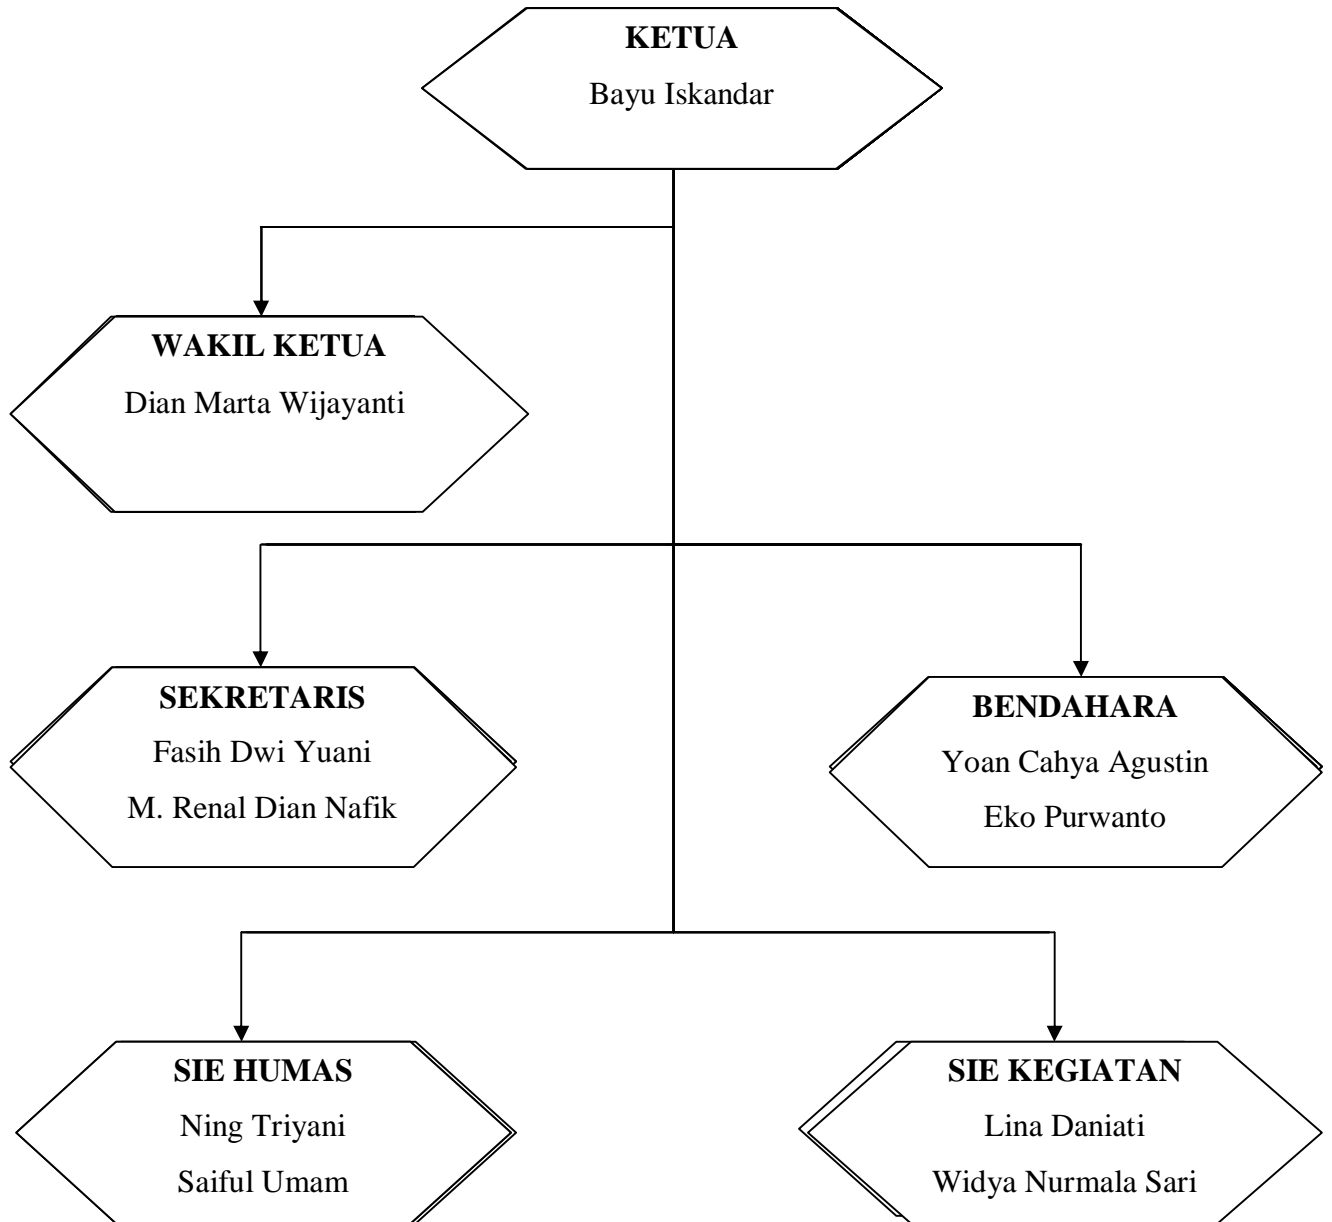 KETUA
Bayu Iskandar
WAKIL KETUA
Dian Marta Wijayanti
SEKRETARIS
Fasih Dwi Yuani
M. Renal Dian Nafik
BENDAHARA
Yoan Cahya Agustin
Eko Purwanto
SIE HUMAS
Ning Triyani
Saiful Umam
SIE KEGIATAN
Lina Daniati
Widya Nurmala Sari